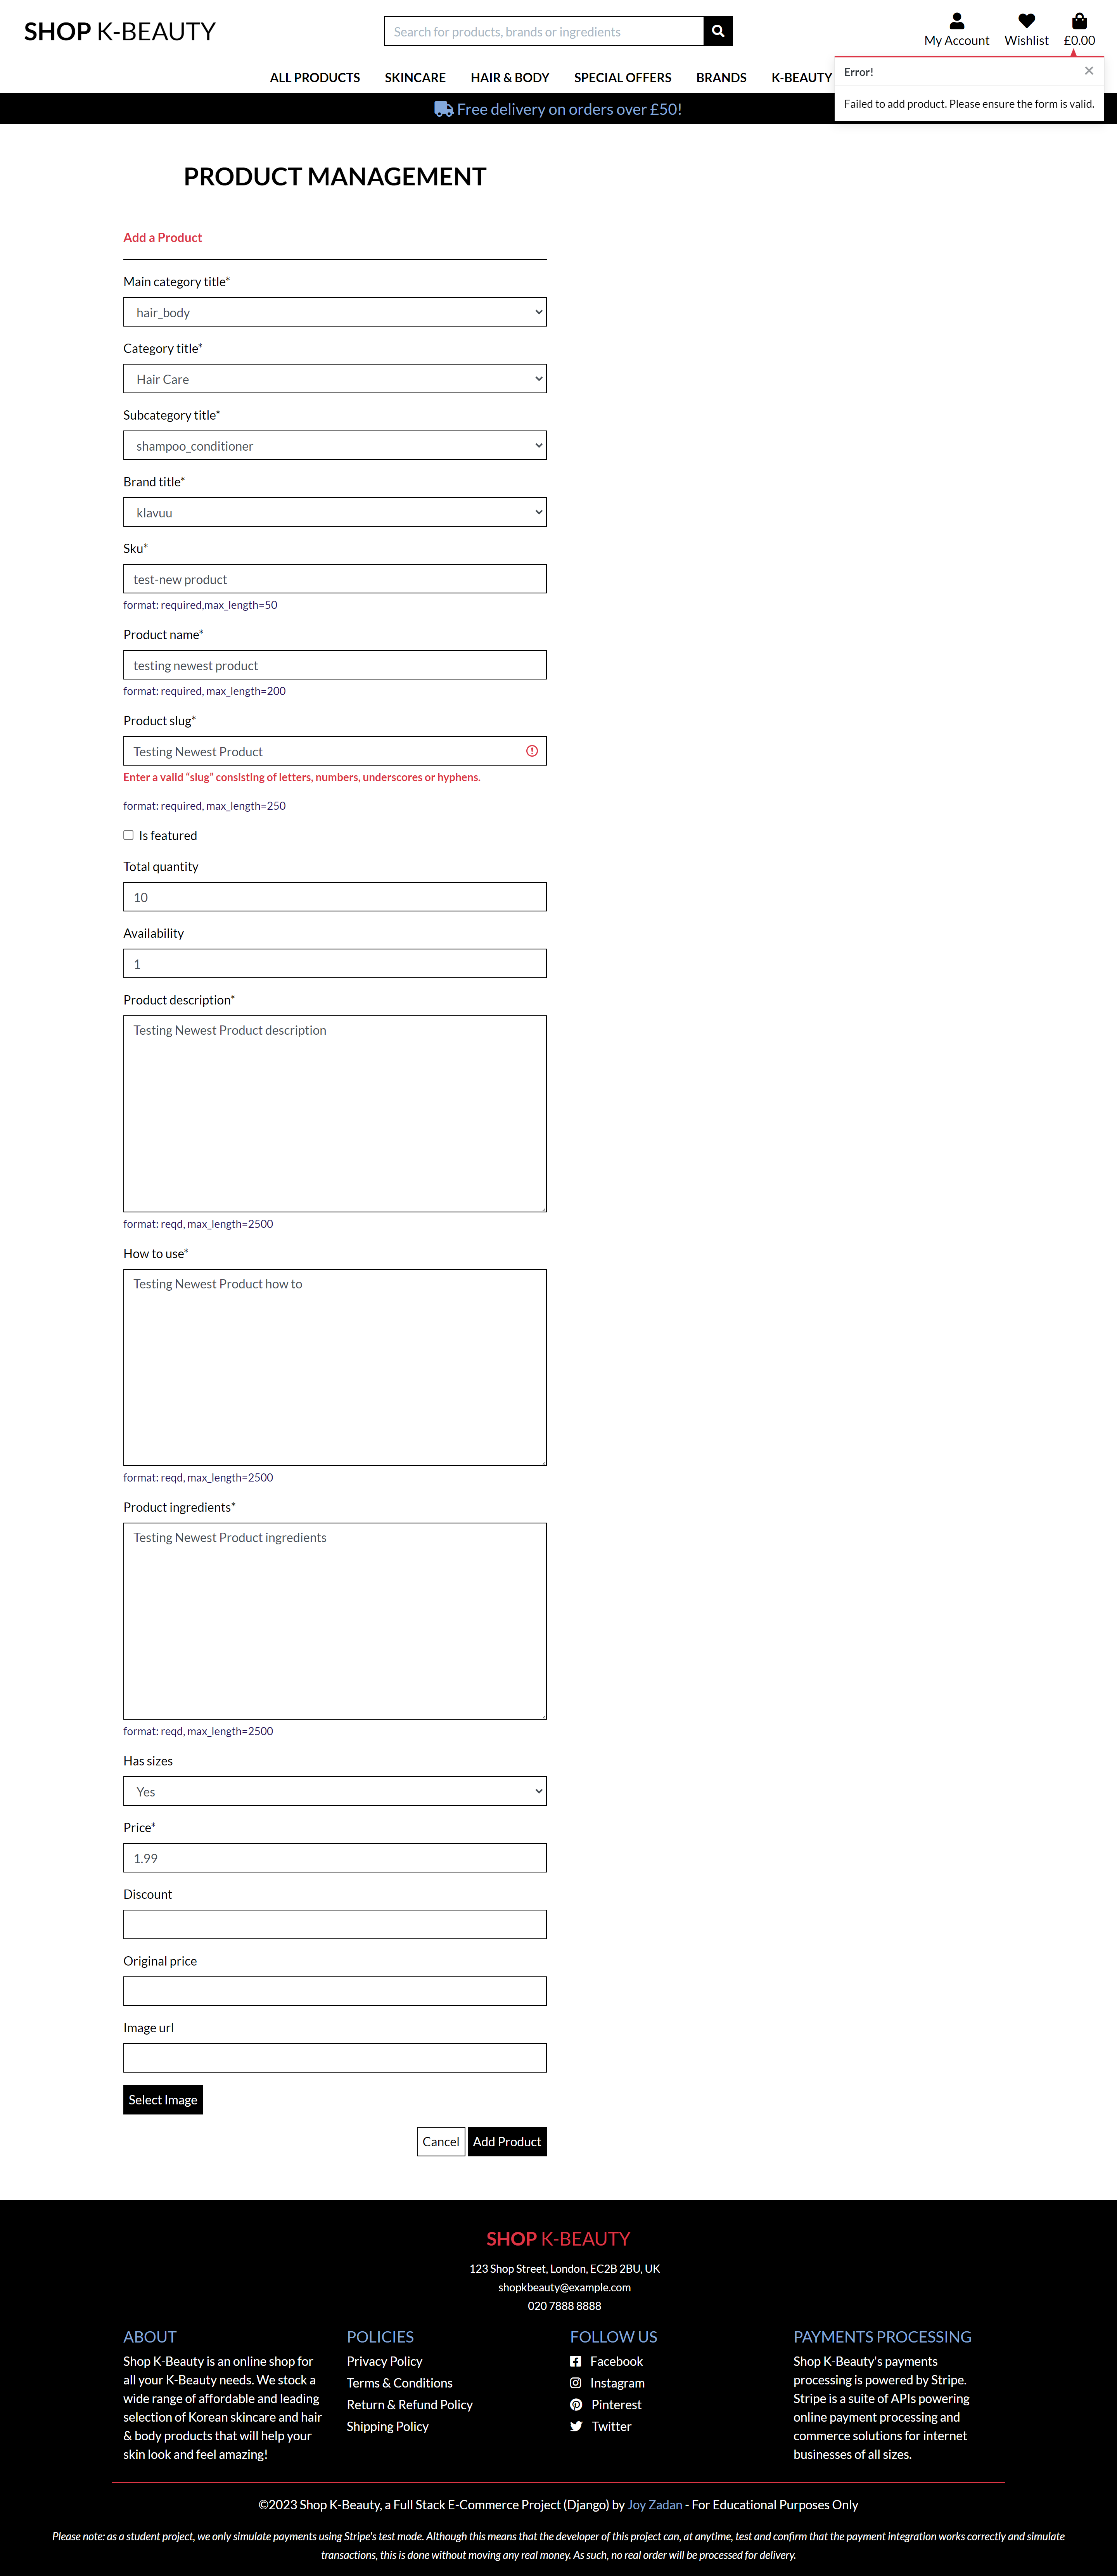 SHOP K-BEAUTY
Search for products, brands or ingredients
My Account
Wishlist
£0.00
ALL PRODUCTS
SKINCARE
HAIR & BODY
SPECIAL OFFERS
BRANDS
K-BEAUTY
Error!
×
Failed to add product. Please ensure the form is valid.
Free delivery on orders over £50!
PRODUCT MANAGEMENT
Add a Product
Main category title*
hair_body
Category title*
Hair Care
Subcategory title*
shampoo_conditioner
Brand title*
klavuu
Sku*
test-new product
format: required,max_length=50
Product name*
testing newest product
format: required, max_length=200
Product slug*
Testing Newest Product
Enter a valid “slug” consisting of letters, numbers, underscores or hyphens.
format: required, max_length=250
Is featured
Total quantity
10
Availability
1
Product description*
Testing Newest Product description
format: reqd, max_length=2500
How to use*
Testing Newest Product how to
format: reqd, max_length=2500
Product ingredients*
Testing Newest Product ingredients
format: reqd, max_length=2500
Has sizes
Yes
Price*
1.99
Discount
Original price
Image url
Select Image
Cancel
Add Product
SHOP K-BEAUTY
123 Shop Street, London, EC2B 2BU, UK
shopkbeauty@example.com
020 7888 8888
ABOUT
Shop K-Beauty is an online shop for
all your K-Beauty needs. We stock a
wide range of affordable and leading
selection of Korean skincare and hair
& body products that will help your
skin look and feel amazing!
POLICIES
Privacy Policy
Terms & Conditions
Return & Refund Policy
Shipping Policy
FOLLOW US
Facebook
Instagram
Pinterest
Twitter
PAYMENTS PROCESSING
Shop K-Beauty's payments
processing is powered by Stripe.
Stripe is a suite of APIs powering
online payment processing and
commerce solutions for internet
businesses of all sizes.
©2023 Shop K-Beauty, a Full Stack E-Commerce Project (Django) by Joy Zadan - For Educational Purposes Only
Please note: as a student project, we only simulate payments using Stripe's test mode. Although this means that the developer of this project can, at anytime, test and confirm that the payment integration works correctly and simulate
transactions, this is done without moving any real money. As such, no real order will be processed for delivery.